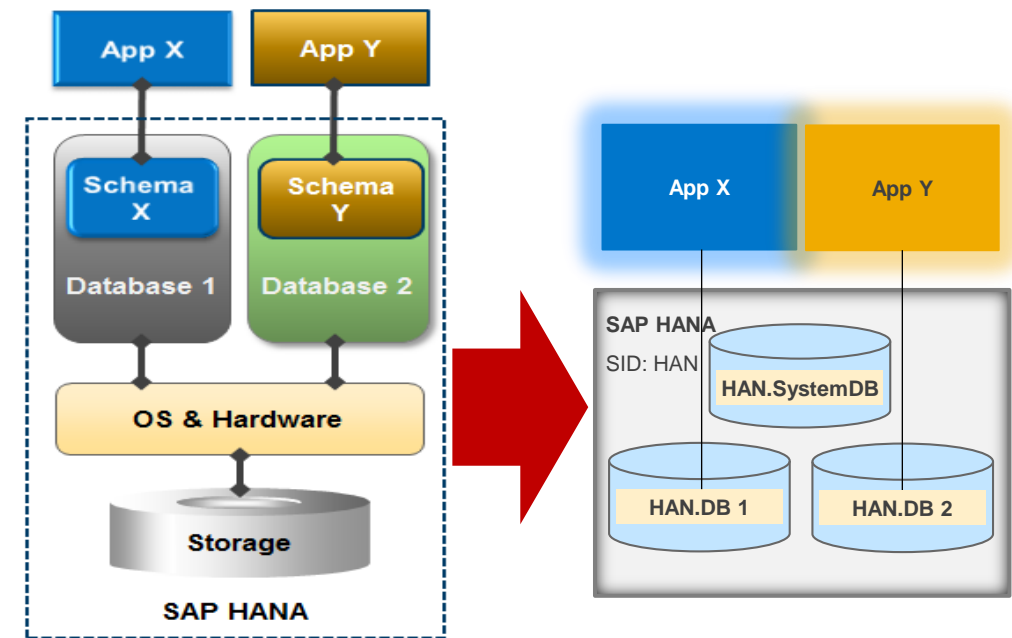 App X
App Y
Schema
X
Schema
Y
Database 1
Database 2
OS & Hardware
Storage
SAP HANA
App X
App Y
SAP HANA
SID: HAN
HAN.SystemDB
HAN.DB 1
HAN.DB 2